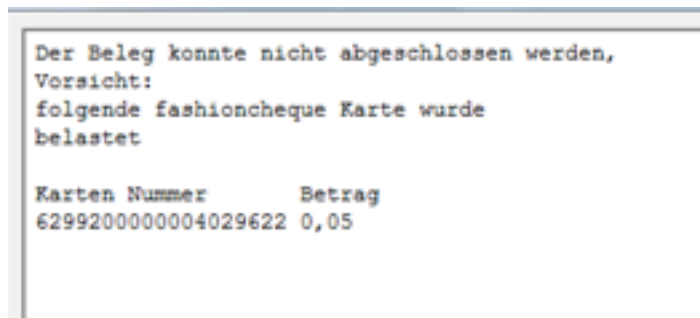 Der Beleg konnte nicht abgeschlossen werden,
Vorsicht:
folgende fashioncheque Karte wurde
belastet
Karten Nummer Betrag
6299200000004029622 0,05